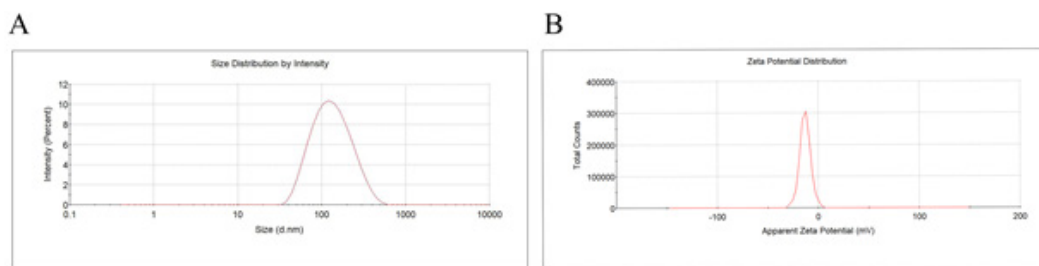 A
Size Distribution by Intensity
Intensity (Percent)
12
10
8
6
4
2
0
0.1 1 10 100 1000 10000
Size (d.nm)
B
Zeta Potential Distribution
Total Counts
400000
300000
200000
100000
0
-100 0 100 200
Apparent Zeta Potential (mV)